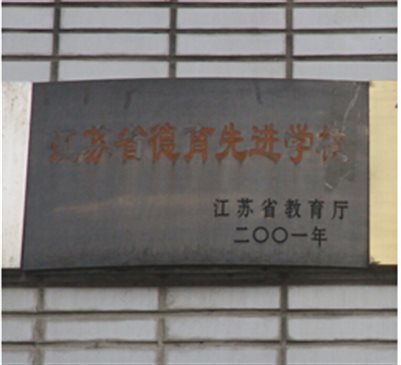 江苏省德育先进学校
江苏省教育厅
二〇〇一年